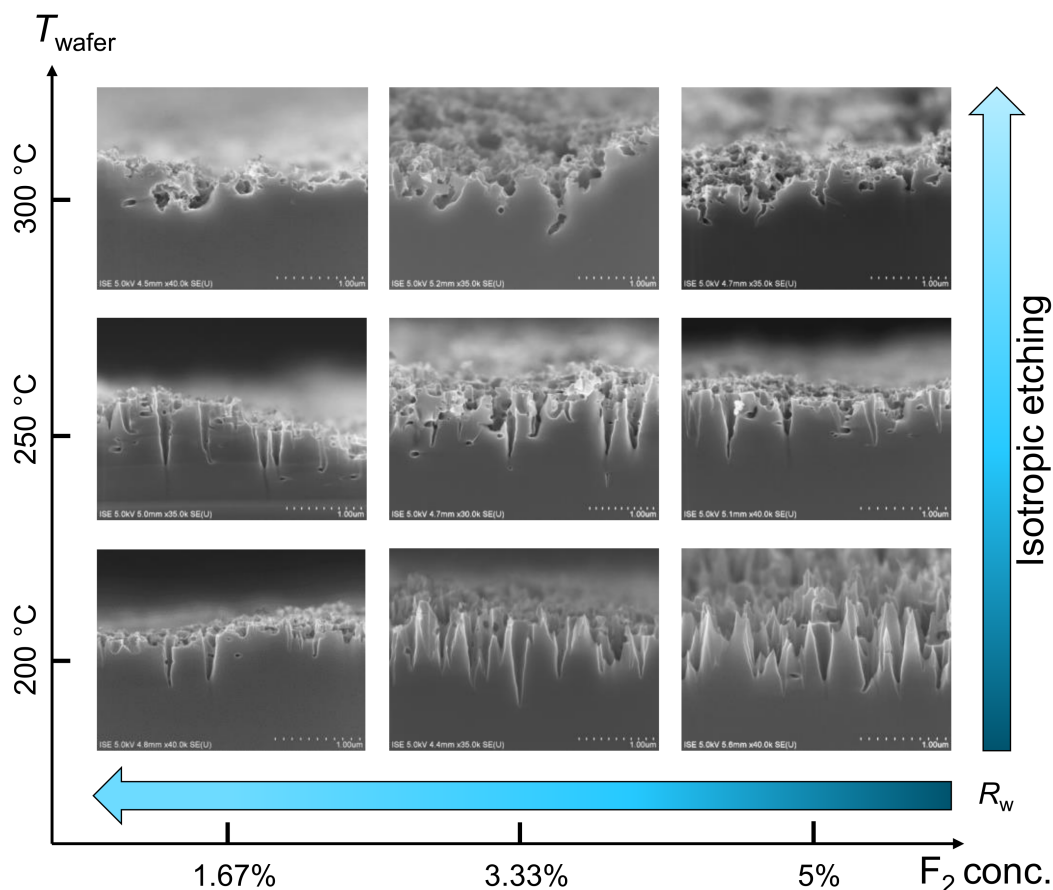 Twafer
300 °C
ISE 5.0kV 4.5mm x40.0k SE(U) 1.00um
ISE 5.0kV 5.2mm x35.0k SE(U) 1.00um
ISE 5.0kV 4.7mm x35.0k SE(U) 1.00um
250 °C
ISE 5.0kV 5.0mm x35.0k SE(U) 1.00um
ISE 5.0kV 4.7mm x30.0k SE(U) 1.00um
ISE 5.0kV 5.1mm x40.0k SE(U) 1.00um
Isotropic etching
200 °C
ISE 5.0kV 4.8mm x40.0k SE(U) 1.00um
ISE 5.0kV 4.4mm x35.0k SE(U) 1.00um
ISE 5.0kV 5.6mm x40.0k SE(U) 1.00um
Rw
1.67%
3.33%
5%
F2 conc.